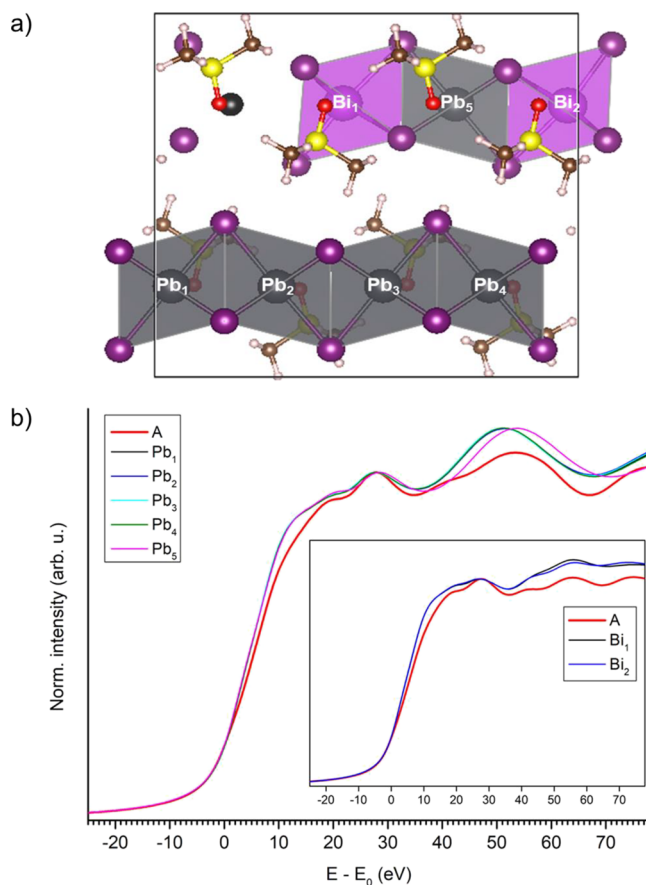 a)
Bi1 Pb5 Bi2
Pb1 Pb2 Pb3 Pb4
b)
A
Pb1
Pb2
Pb3
Pb4
Pb5
Norm. intensity (arb. u.)
A
Bi1
Bi2
-20 -10 0 10 20 30 40 50 60 70
-20 -10 0 10 20 30 40 50 60 70
E - E0 (eV)